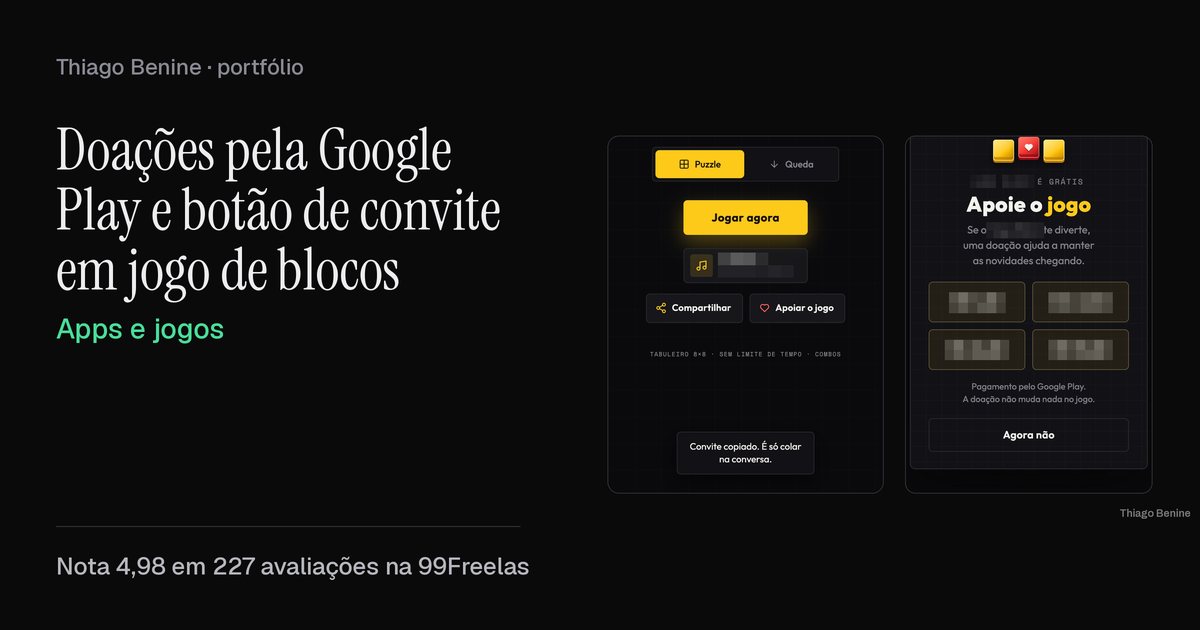 Thiago Benine · portfólio
Doações pela Google
Play e botão de convite
em jogo de blocos
Apps e jogos
Nota 4,98 em 227 avaliações na 99Freelas
Puzzle
Queda
Jogar agora
Compartilhar
Apoiar o jogo
TABULEIRO 8×8 · SEM LIMITE DE TEMPO · COMBOS
Convite copiado. É só colar
na conversa.
É GRÁTIS
Apoie o jogo
Se o te diverte,
uma doação ajuda a manter
as novidades chegando.
Pagamento pelo Google Play.
A doação não muda nada no jogo.
Agora não
Thiago Benine